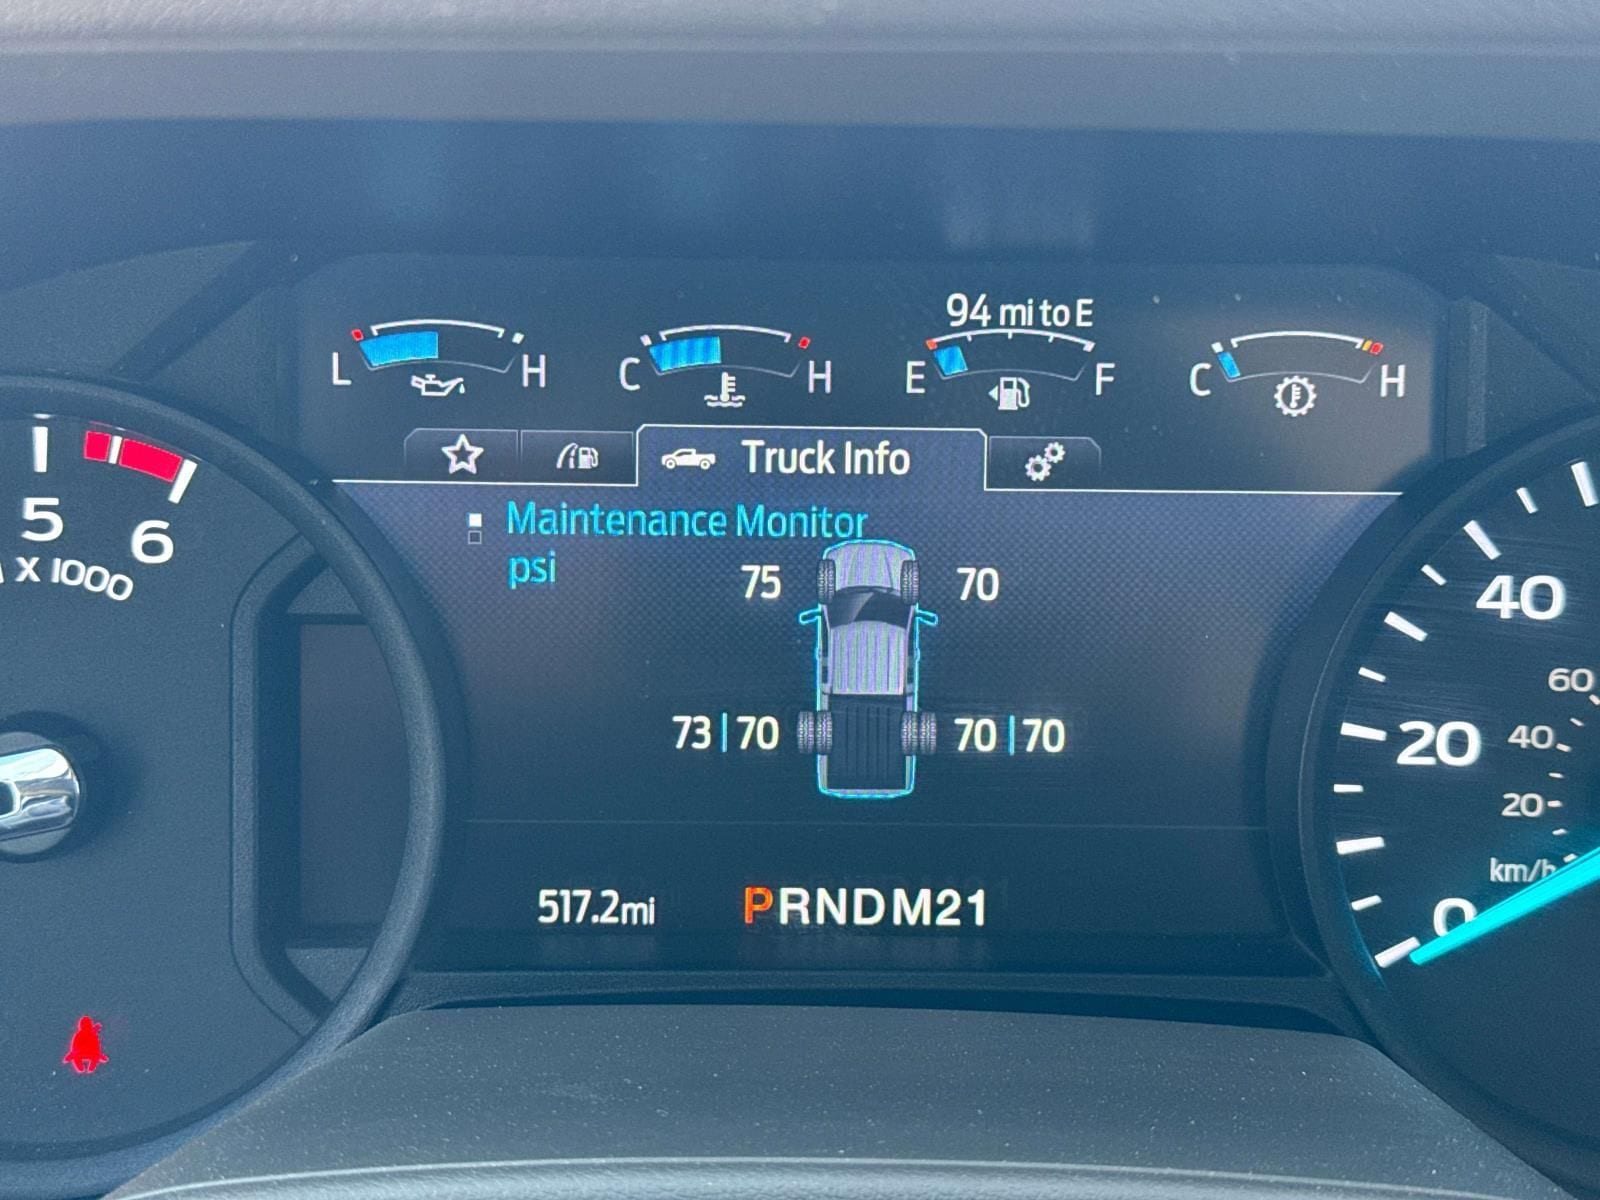 94 mi to E
L H
C H
E F
C H
Truck Info
Maintenance Monitor
psi
75 70
73|70 70|70
517.2mi PRNDM21
5 6
X 1000
40
20
0
60
40
20
km/h